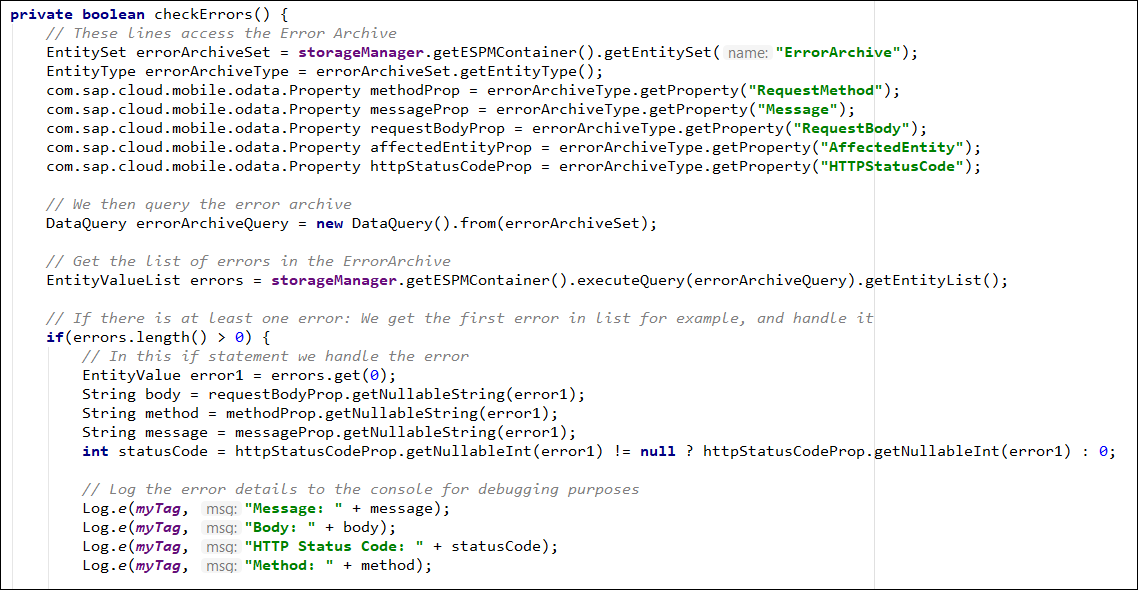 private boolean checkErrors() {
// These lines access the Error Archive
EntitySet errorArchiveSet = storageManager.getESPMContainer().getEntitySet( name: "ErrorArchive");
EntityType errorArchiveType = errorArchiveSet.getEntityType();
com.sap.cloud.mobile.odata.Property methodProp = errorArchiveType.getProperty("RequestMethod");
com.sap.cloud.mobile.odata.Property messageProp = errorArchiveType.getProperty("Message");
com.sap.cloud.mobile.odata.Property requestBodyProp = errorArchiveType.getProperty("RequestBody");
com.sap.cloud.mobile.odata.Property affectedEntityProp = errorArchiveType.getProperty("AffectedEntity");
com.sap.cloud.mobile.odata.Property httpStatusCodeProp = errorArchiveType.getProperty("HTTPStatusCode");
// We then query the error archive
DataQuery errorArchiveQuery = new DataQuery().from(errorArchiveSet);
// Get the list of errors in the ErrorArchive
EntityValueList errors = storageManager.getESPMContainer().executeQuery(errorArchiveQuery).getEntityList();
// If there is at least one error: We get the first error in list for example, and handle it
if(errors.length() > 0) {
// In this if statement we handle the error
EntityValue error1 = errors.get(0);
String body = requestBodyProp.getNullableString(error1);
String method = methodProp.getNullableString(error1);
String message = messageProp.getNullableString(error1);
int statusCode = httpStatusCodeProp.getNullableInt(error1) != null ? httpStatusCodeProp.getNullableInt(error1) : 0;
// Log the error details to the console for debugging purposes
Log.e(myTag, msg: "Message: " + message);
Log.e(myTag, msg: "Body: " + body);
Log.e(myTag, msg: "HTTP Status Code: " + statusCode);
Log.e(myTag, msg: "Method: " + method);